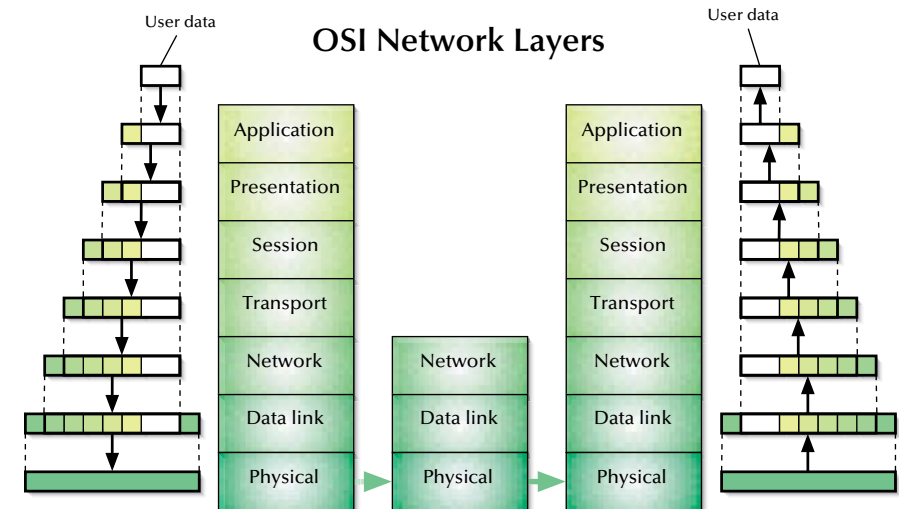 User data
OSI Network Layers
User data
Application
Presentation
Session
Transport
Network
Data link
Physical
Network
Data link
Physical
Application
Presentation
Session
Transport
Network
Data link
Physical